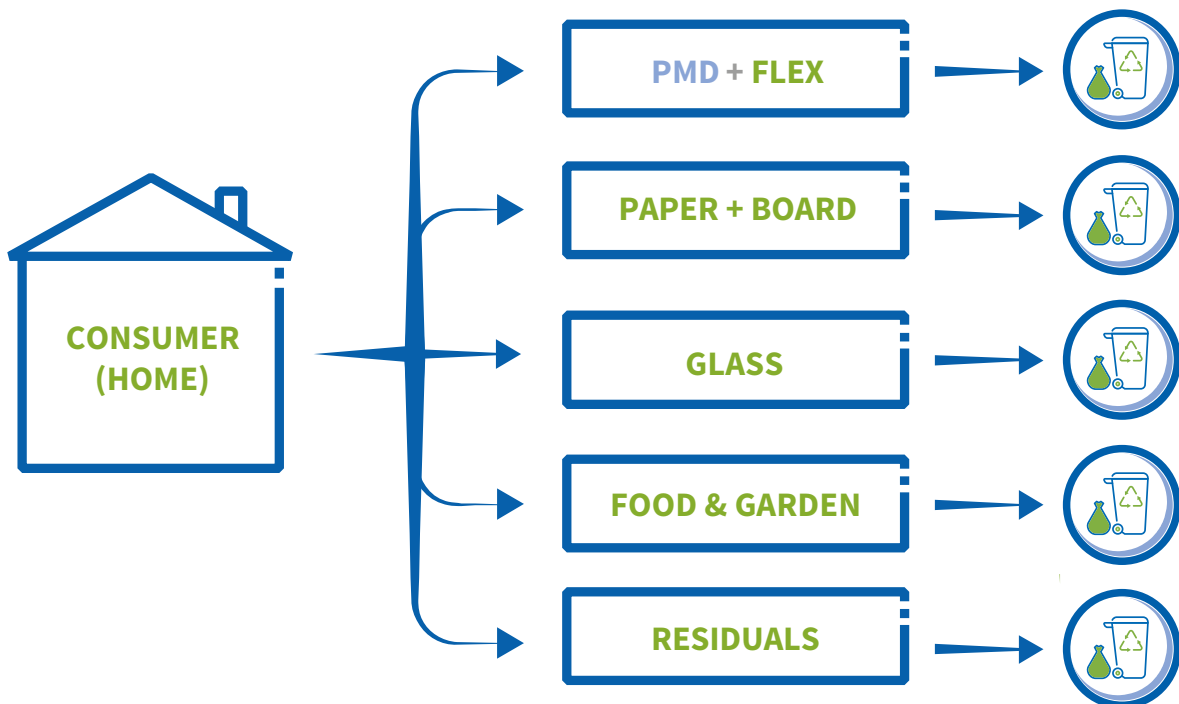 CONSUMER
(HOME)
PMD + FLEX
PAPER + BOARD
GLASS
FOOD & GARDEN
RESIDUALS